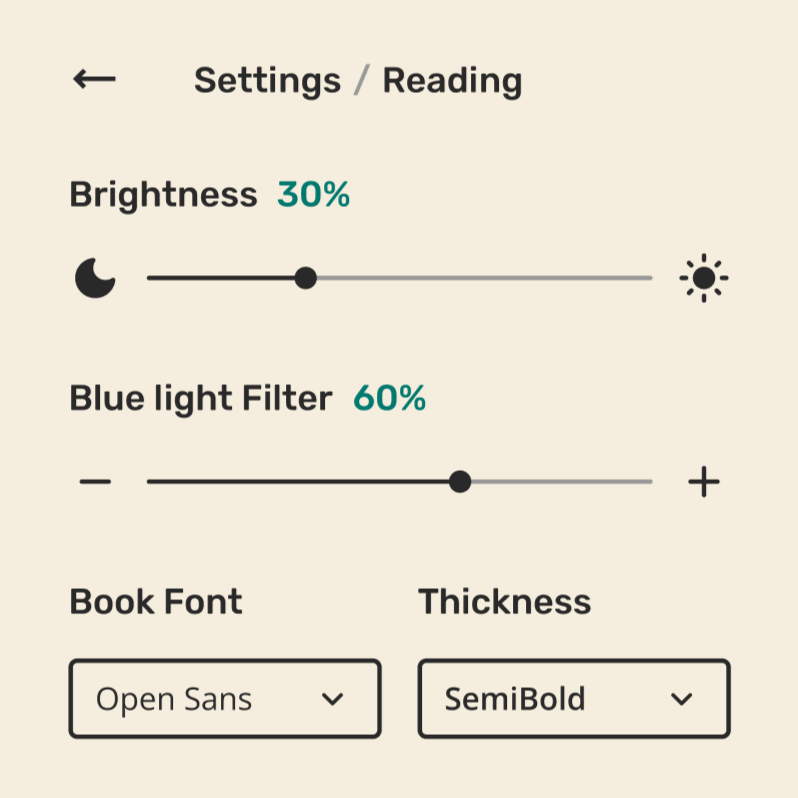 Settings / Reading
Brightness 30%
Blue light Filter 60%
Book Font
Thickness
Open Sans
SemiBold